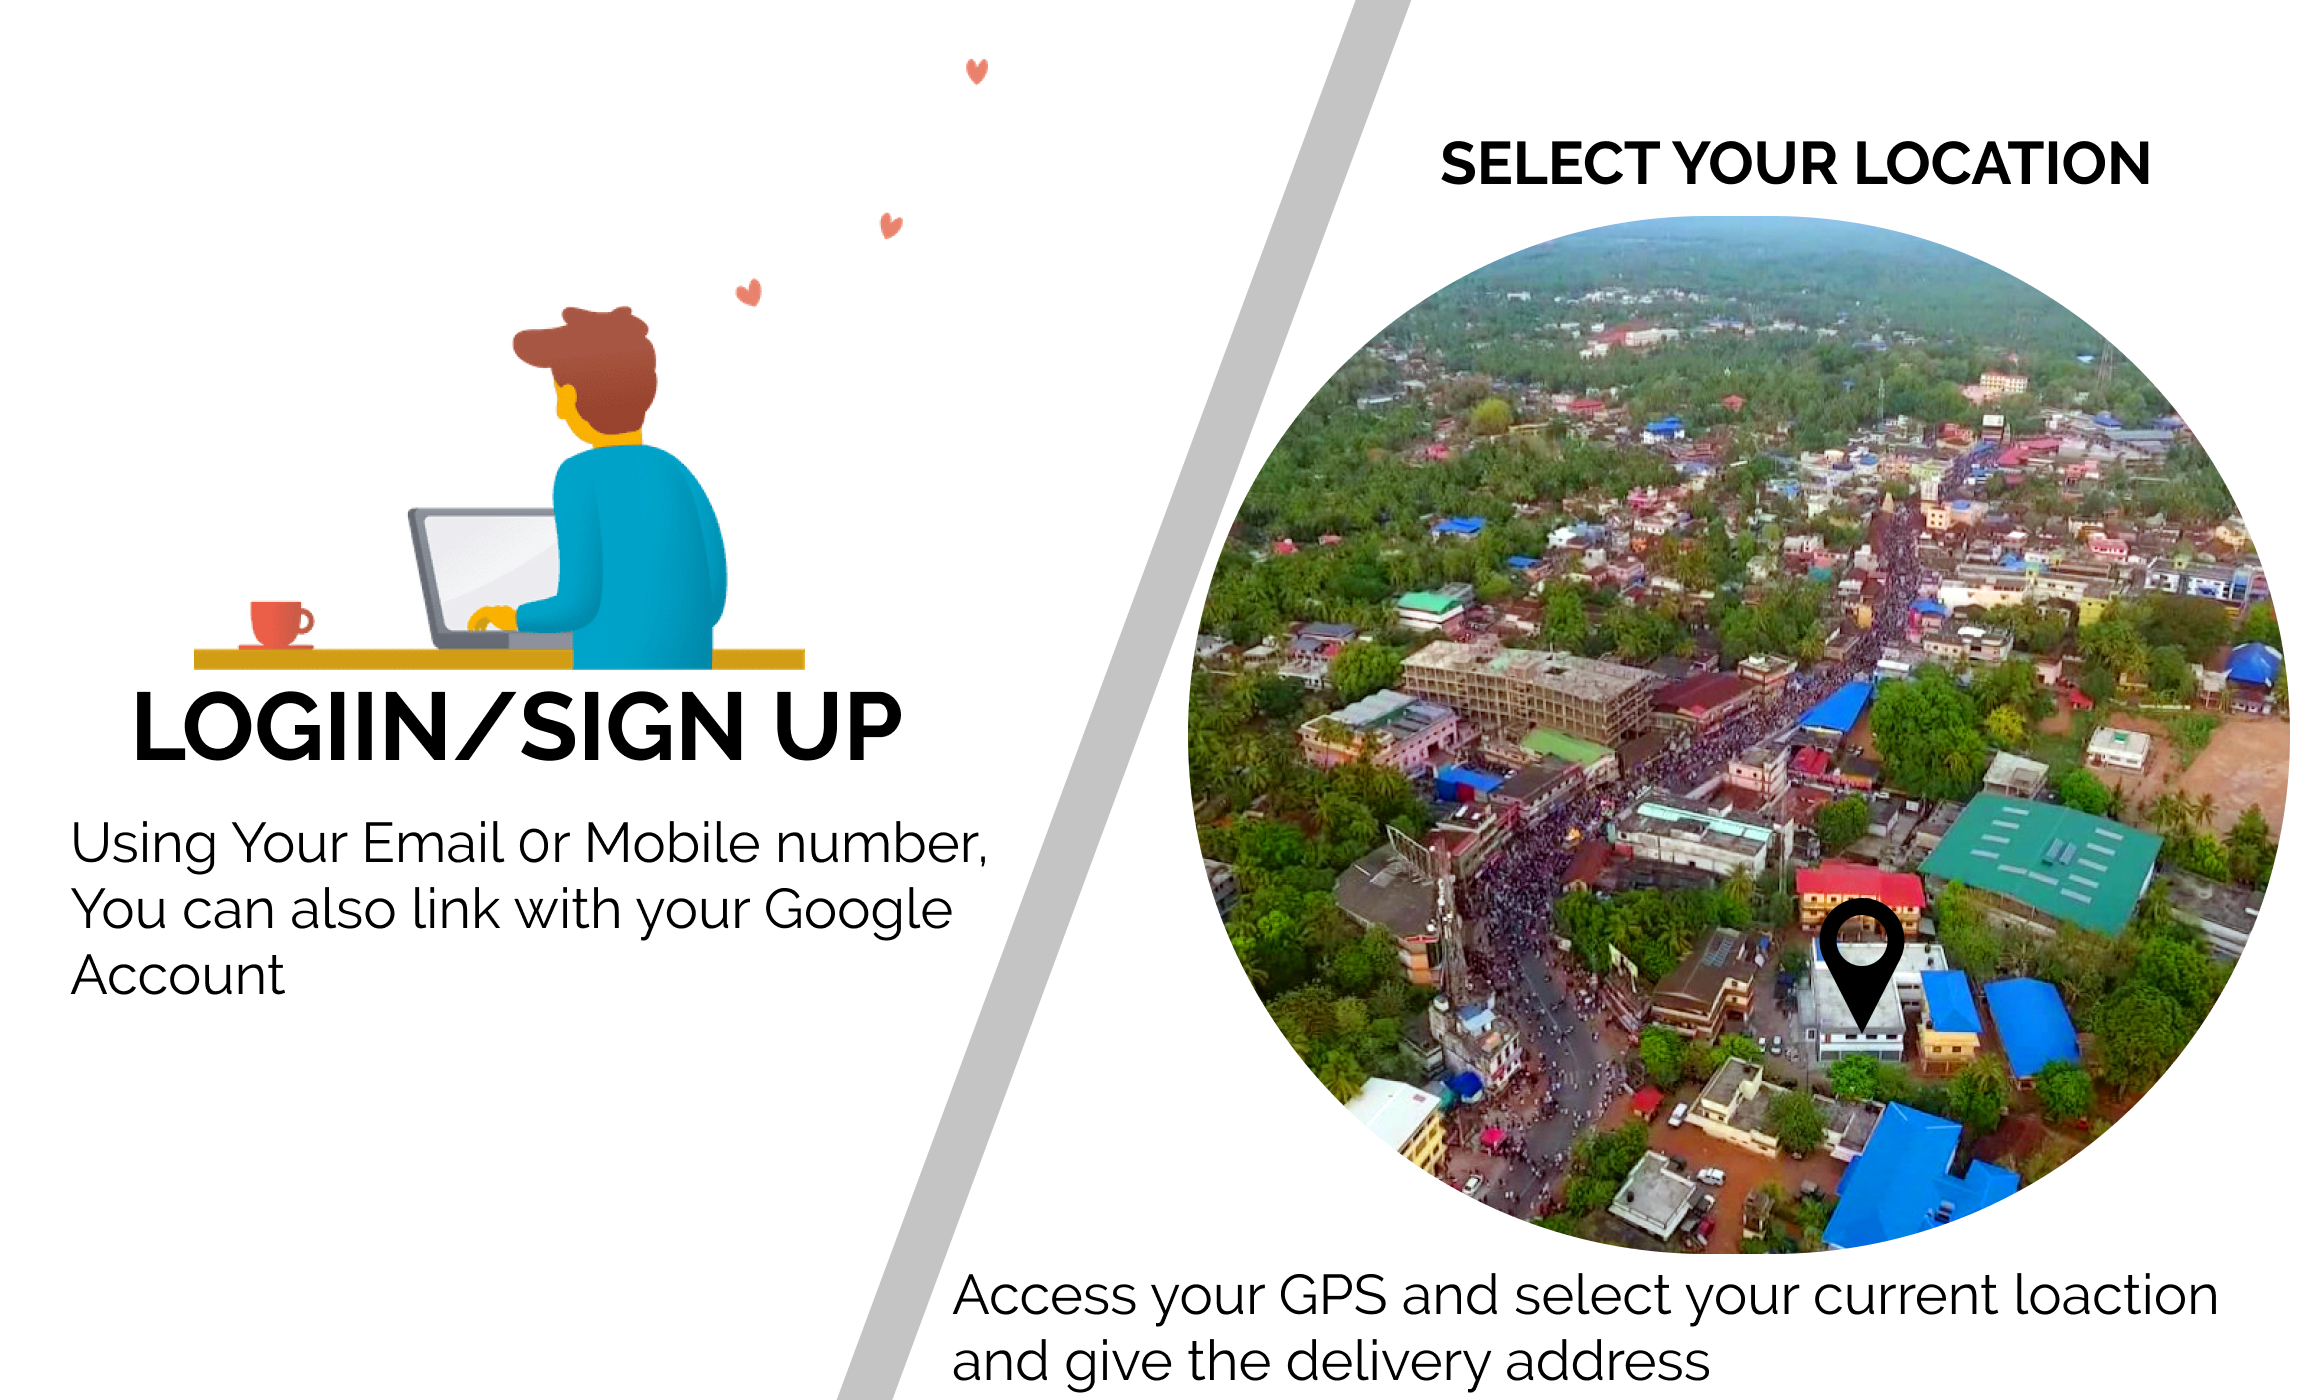 LOGIIN/SIGN UP
Using Your Email 0r Mobile number,
You can also link with your Google
Account
SELECT YOUR LOCATION
Access your GPS and select your current loaction
and give the delivery address